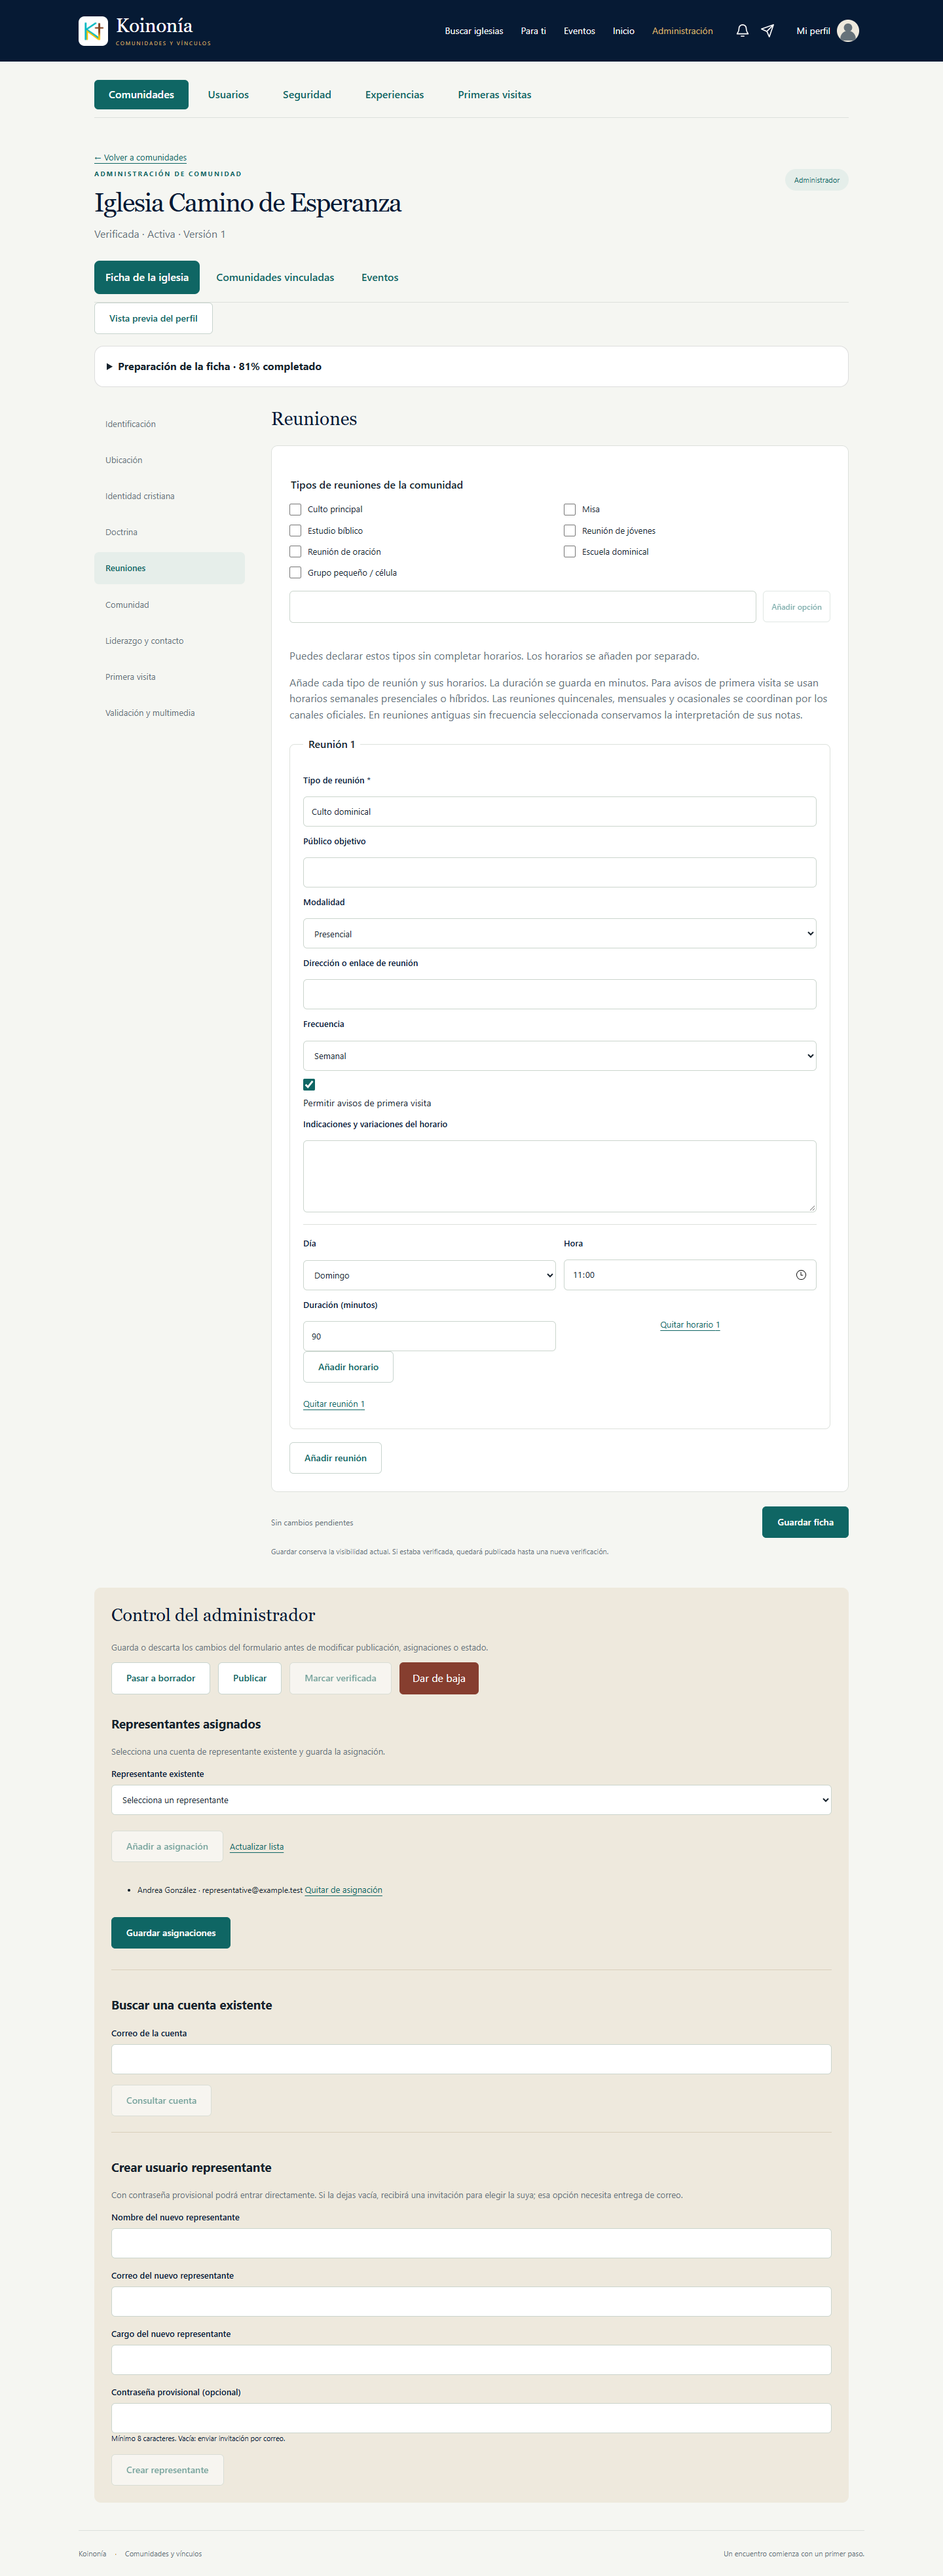 Koinonía
COMUNIDADES Y VÍNCULOS
Buscar iglesias
Para ti
Eventos
Inicio
Administración
Mi perfil
Comunidades
Usuarios
Seguridad
Experiencias
Primeras visitas
← Volver a comunidades
ADMINISTRACIÓN DE COMUNIDAD
Administrador
Iglesia Camino de Esperanza
Verificada · Activa · Versión 1
Ficha de la iglesia
Comunidades vinculadas
Eventos
Vista previa del perfil
Preparación de la ficha · 81% completado
Identificación
Ubicación
Identidad cristiana
Doctrina
Reuniones
Comunidad
Liderazgo y contacto
Primera visita
Validación y multimedia
Reuniones
Tipos de reuniones de la comunidad
Culto principal
Misa
Estudio bíblico
Reunión de jóvenes
Reunión de oración
Escuela dominical
Grupo pequeño / célula
Añadir opción
Puedes declarar estos tipos sin completar horarios. Los horarios se añaden por separado.
Añade cada tipo de reunión y sus horarios. La duración se guarda en minutos. Para avisos de primera visita se usan
horarios semanales presenciales o híbridos. Las reuniones quincenales, mensuales y ocasionales se coordinan por los
canales oficiales. En reuniones antiguas sin frecuencia seleccionada conservamos la interpretación de sus notas.
Reunión 1
Tipo de reunión *
Culto dominical
Público objetivo
Modalidad
Presencial
Dirección o enlace de reunión
Frecuencia
Semanal
Permitir avisos de primera visita
Indicaciones y variaciones del horario
Día
Hora
Domingo
11:00
Duración (minutos)
90
Quitar horario 1
Añadir horario
Quitar reunión 1
Añadir reunión
Sin cambios pendientes
Guardar ficha
Guardar conserva la visibilidad actual. Si estaba verificada, quedará publicada hasta una nueva verificación.
Control del administrador
Guarda o descarta los cambios del formulario antes de modificar publicación, asignaciones o estado.
Pasar a borrador
Publicar
Marcar verificada
Dar de baja
Representantes asignados
Selecciona una cuenta de representante existente y guarda la asignación.
Representante existente
Selecciona un representante
Añadir a asignación
Actualizar lista
• Andrea González · representative@example.test Quitar de asignación
Guardar asignaciones
Buscar una cuenta existente
Correo de la cuenta
Consultar cuenta
Crear usuario representante
Con contraseña provisional podrá entrar directamente. Si la dejas vacía, recibirá una invitación para elegir la suya; esa opción necesita entrega de correo.
Nombre del nuevo representante
Correo del nuevo representante
Cargo del nuevo representante
Contraseña provisional (opcional)
Mínimo 8 caracteres. Vacía: enviar invitación por correo.
Crear representante
Koinonía · Comunidades y vínculos
Un encuentro comienza con un primer paso.